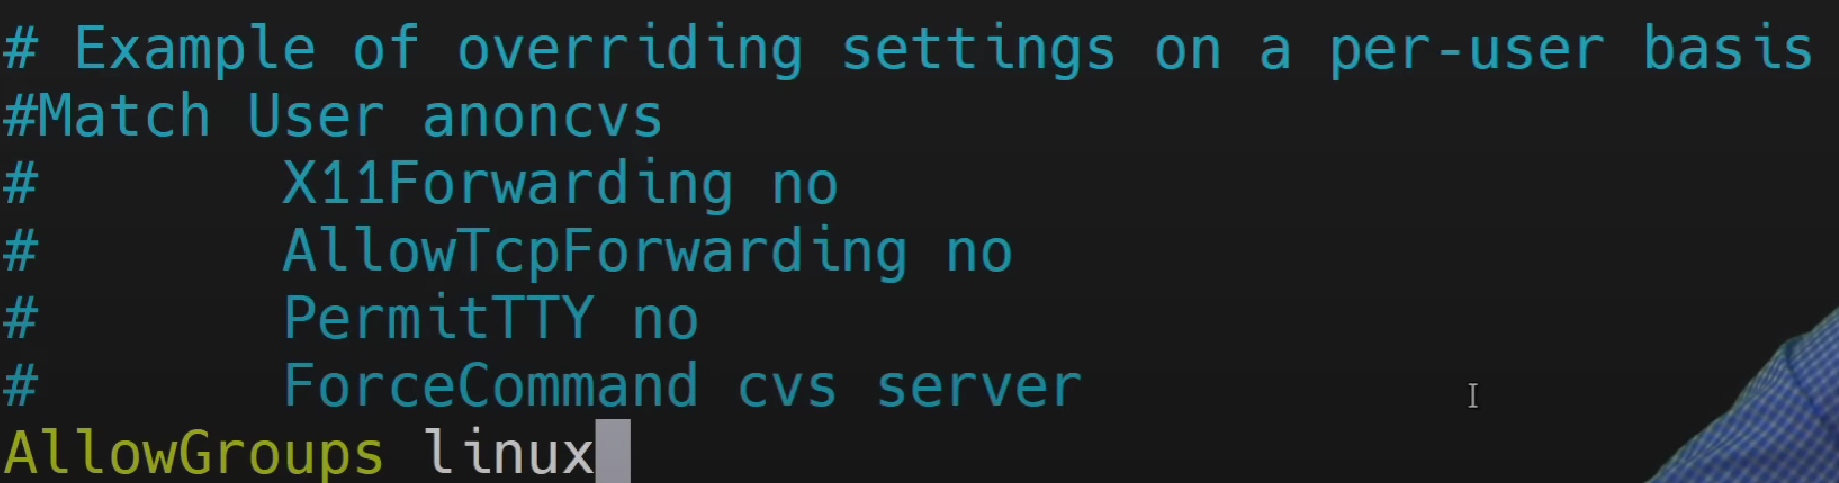 # Example of overriding settings on a per-user basis
#Match User anoncvs
#       X11Forwarding no
#       AllowTcpForwarding no
#       PermitTTY no
#       ForceCommand cvs server
AllowGroups linux